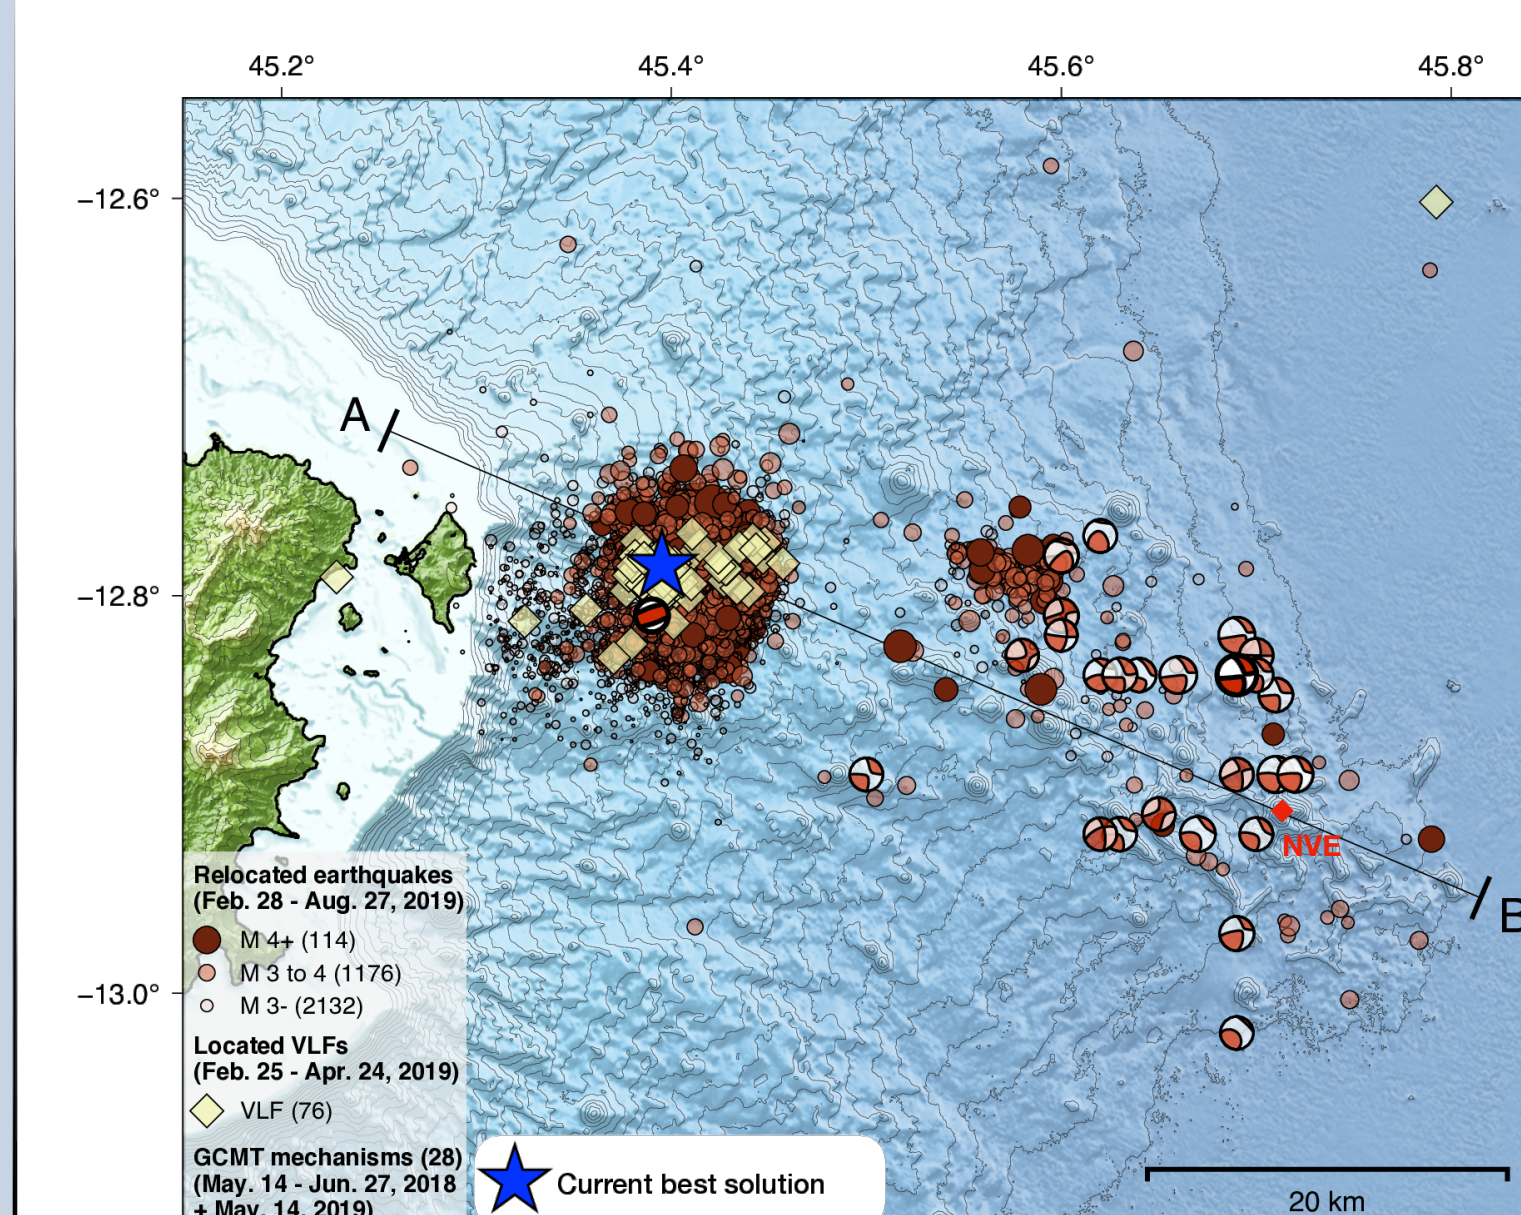 45.2° 45.4° 45.6° 45.8°
−12.6°
A
−12.8°
NVE
B
Relocated earthquakes
(Feb. 28 - Aug. 27, 2019)
M 4+ (114)
M 3 to 4 (1176)
−13.0°
M 3- (2132)
Located VLFs
(Feb. 25 - Apr. 24, 2019)
VLF (76)
GCMT mechanisms (28)
(May. 14 - Jun. 27, 2018
+ May. 14, 2019)
Current best solution
20 km